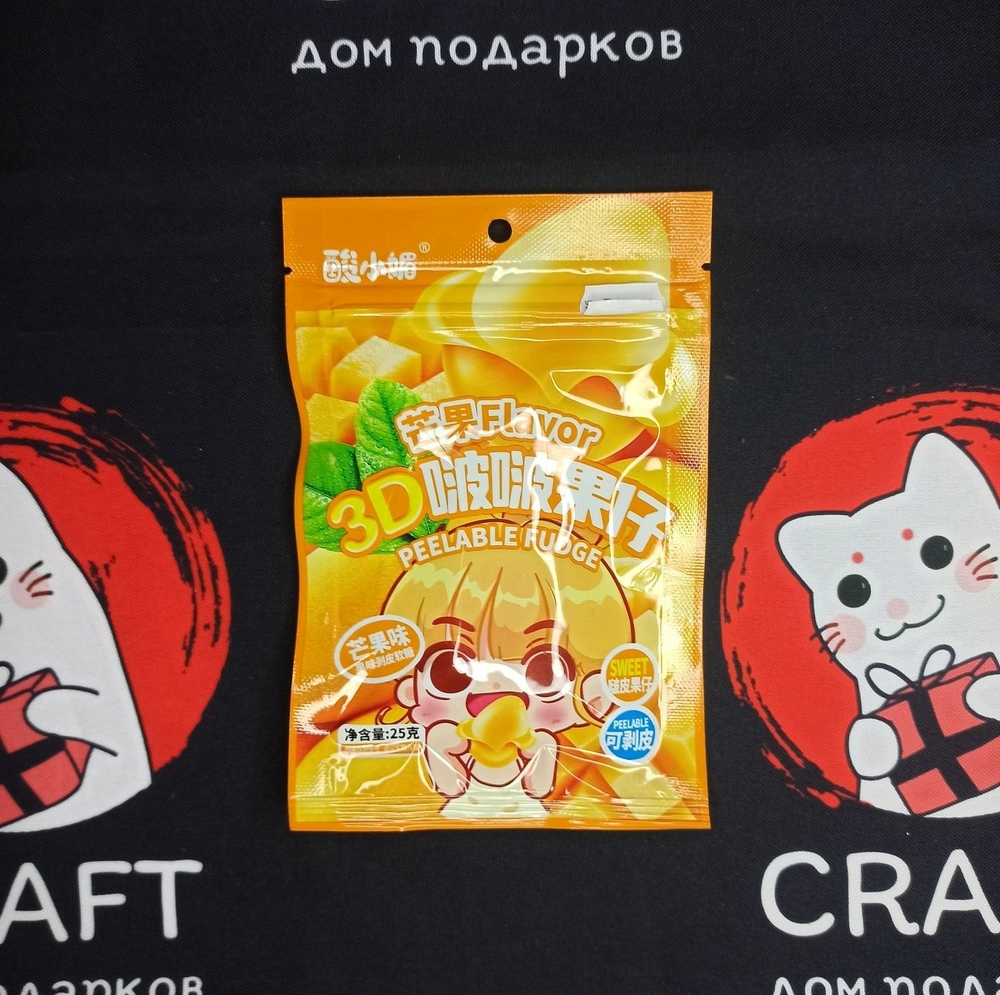 дом подарков
酸小媚®
芒果Flavor
3D啵啵果仔
PEELABLE FUDGE
芒果味
SWEET
净含量:25克
PEELABLE
可剥皮
AFT
CRA